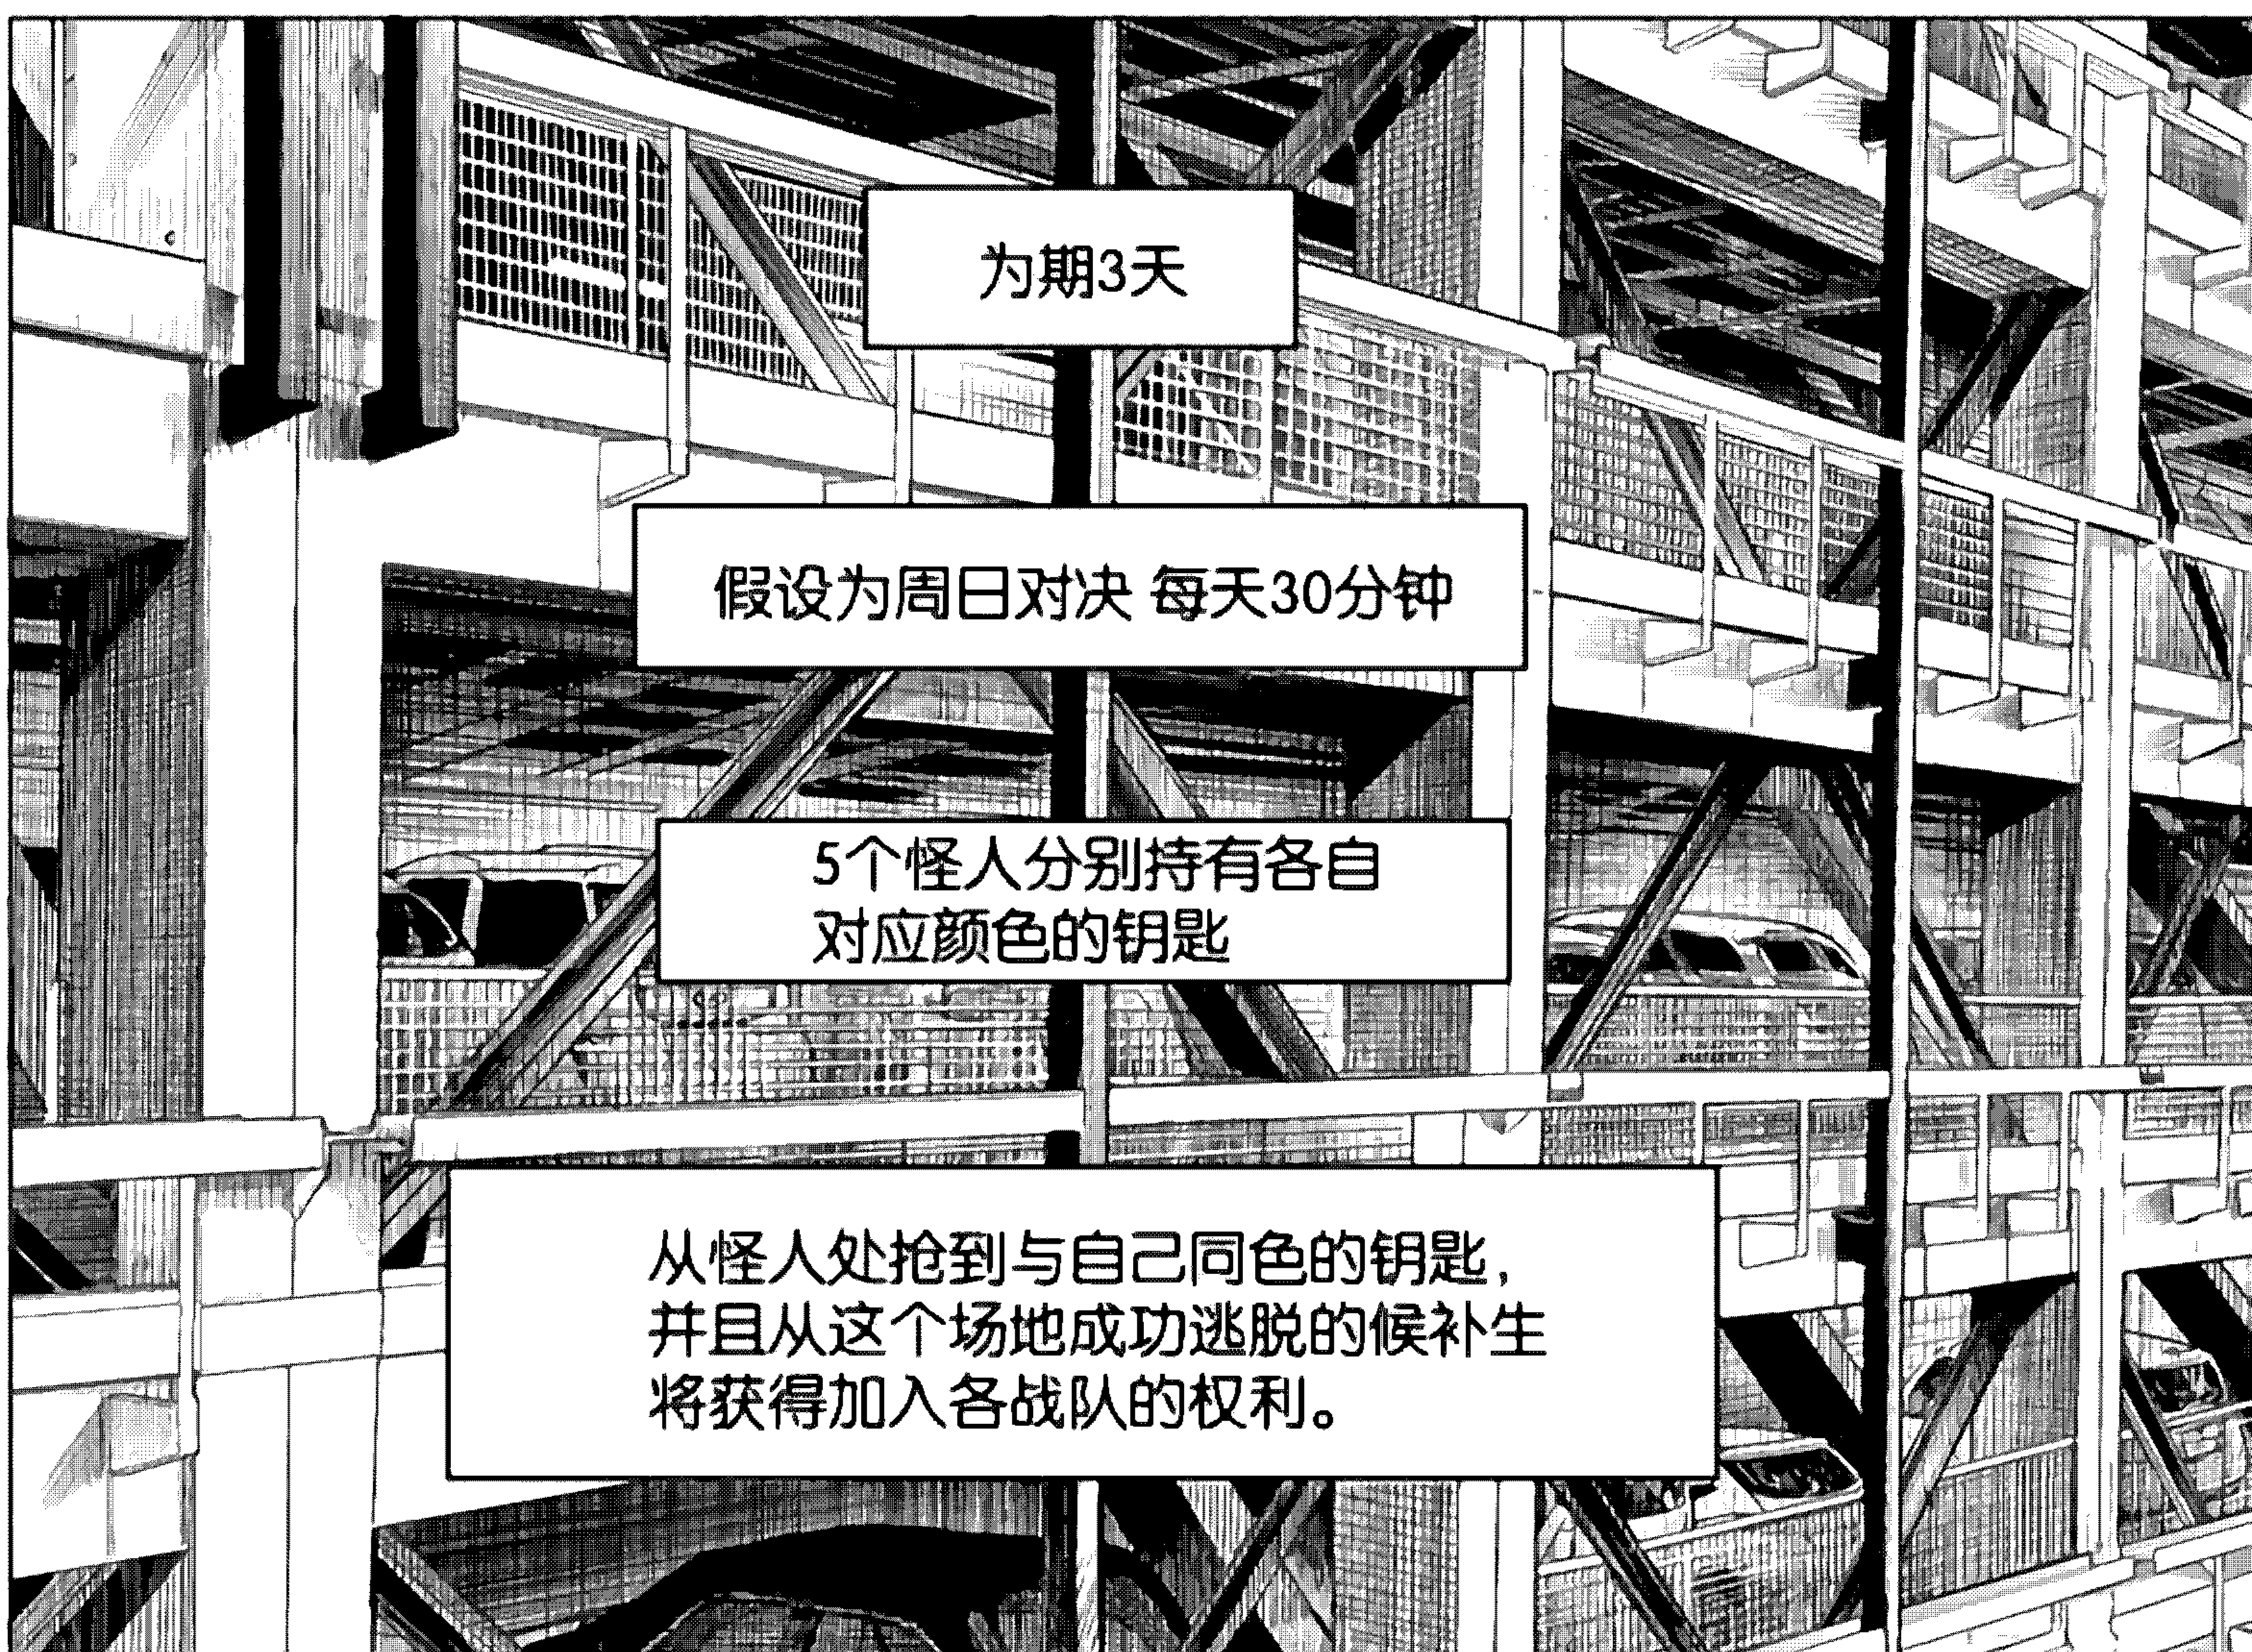 为期3天
假设为周日对决 每天30分钟
5个怪人分别持有各自
对应颜色的钥匙
从怪人处抢到与自己同色的钥匙，
并且从这个场地成功逃脱的候补生
将获得加入各战队的权利。